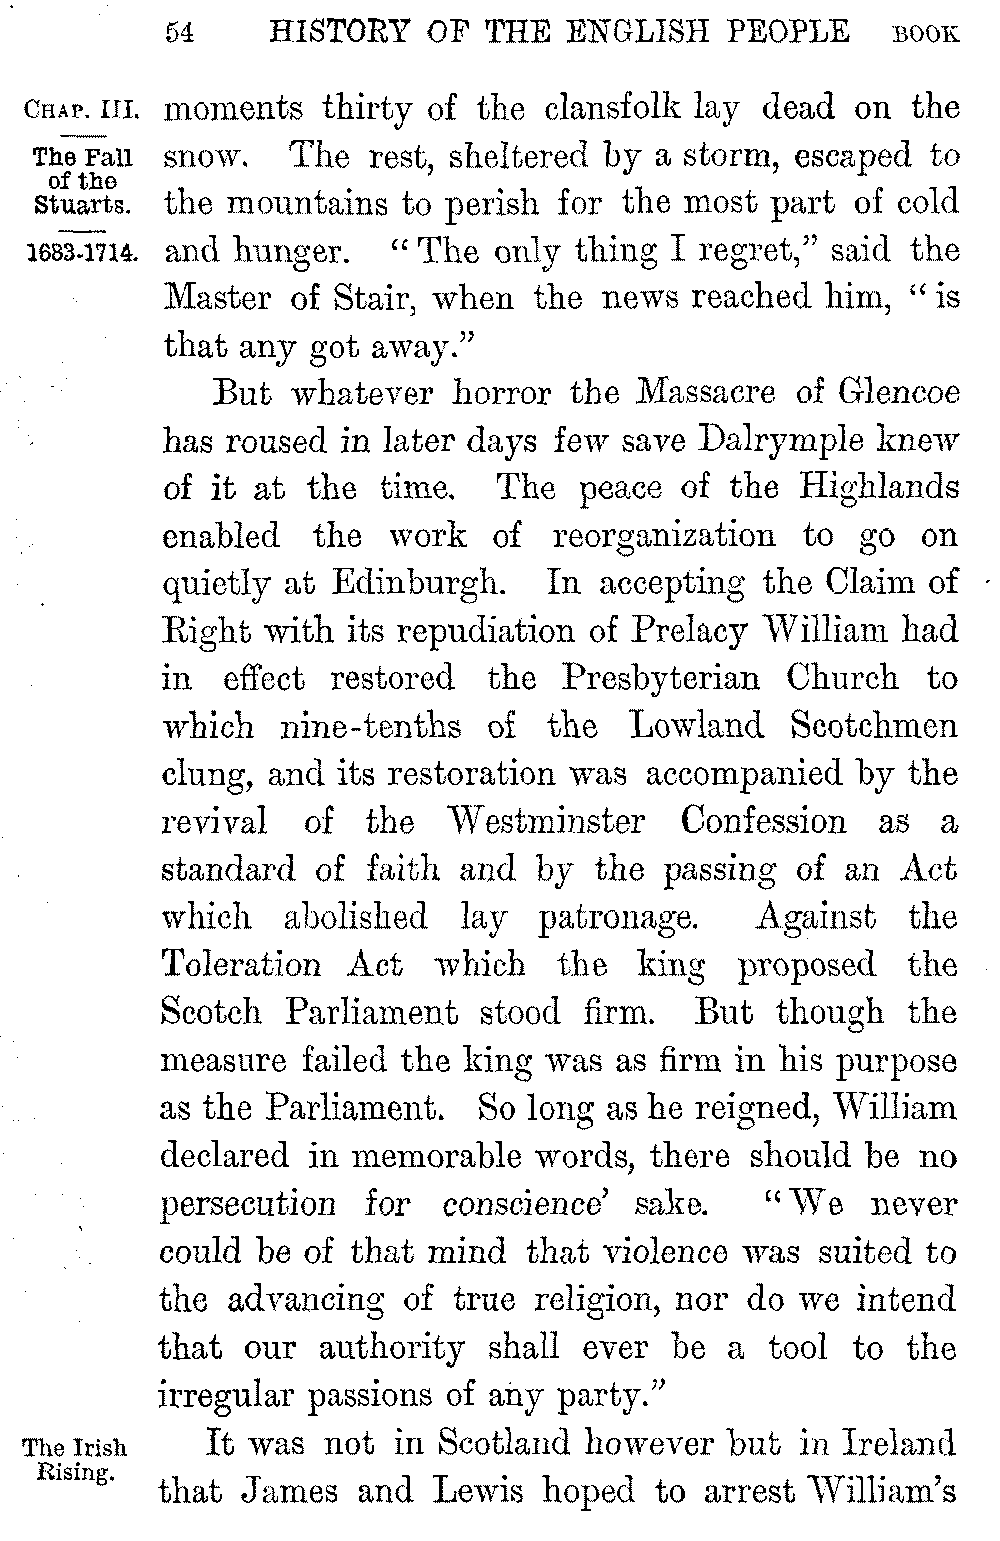 54 HISTORY OF THE ENGLISH PEOPLE BOOK
CHAP. III.
The Fall
of the
Stuarts.
1683-1714.
moments thirty of the clansfolk lay dead on the
snow. The rest, sheltered by a storm, escaped to
the mountains to perish for the most part of cold
and hunger. "The only thing I regret," said the
Master of Stair, when the news reached him, "is
that any got away."
But whatever horror the Massacre of Glencoe
has roused in later days few save Dalrymple knew
of it at the time. The peace of the Highlands
enabled the work of reorganization to go on
quietly at Edinburgh. In accepting the Claim of
Right with its repudiation of Prelacy William had
in effect restored the Presbyterian Church to
which nine-tenths of the Lowland Scotchmen
clung, and its restoration was accompanied by the
revival of the Westminster Confession as a
standard of faith and by the passing of an Act
which abolished lay patronage. Against the
Toleration Act which the king proposed the
Scotch Parliament stood firm. But though the
measure failed the king was as firm in his purpose
as the Parliament. So long as he reigned, William
declared in memorable words, there should be no
persecution for conscience' sake. "We never
could be of that mind that violence was suited to
the advancing of true religion, nor do we intend
that our authority shall ever be a tool to the
irregular passions of any party."
The Irish
Rising.
It was not in Scotland however but in Ireland
that James and Lewis hoped to arrest William's